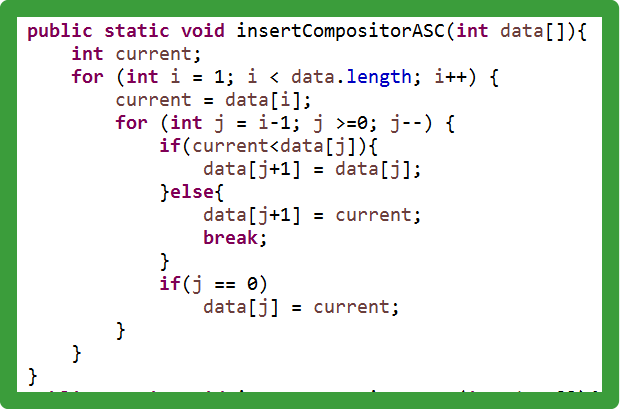 public static void insertCompositorASC(int data[]){
    int current;
    for (int i = 1; i < data.length; i++) {
        current = data[i];
        for (int j = i-1; j >=0; j--) {
            if(current<data[j]){
                data[j+1] = data[j];
            }else{
                data[j+1] = current;
                break;
            }
            if(j == 0)
                data[j] = current;
        }
    }
}